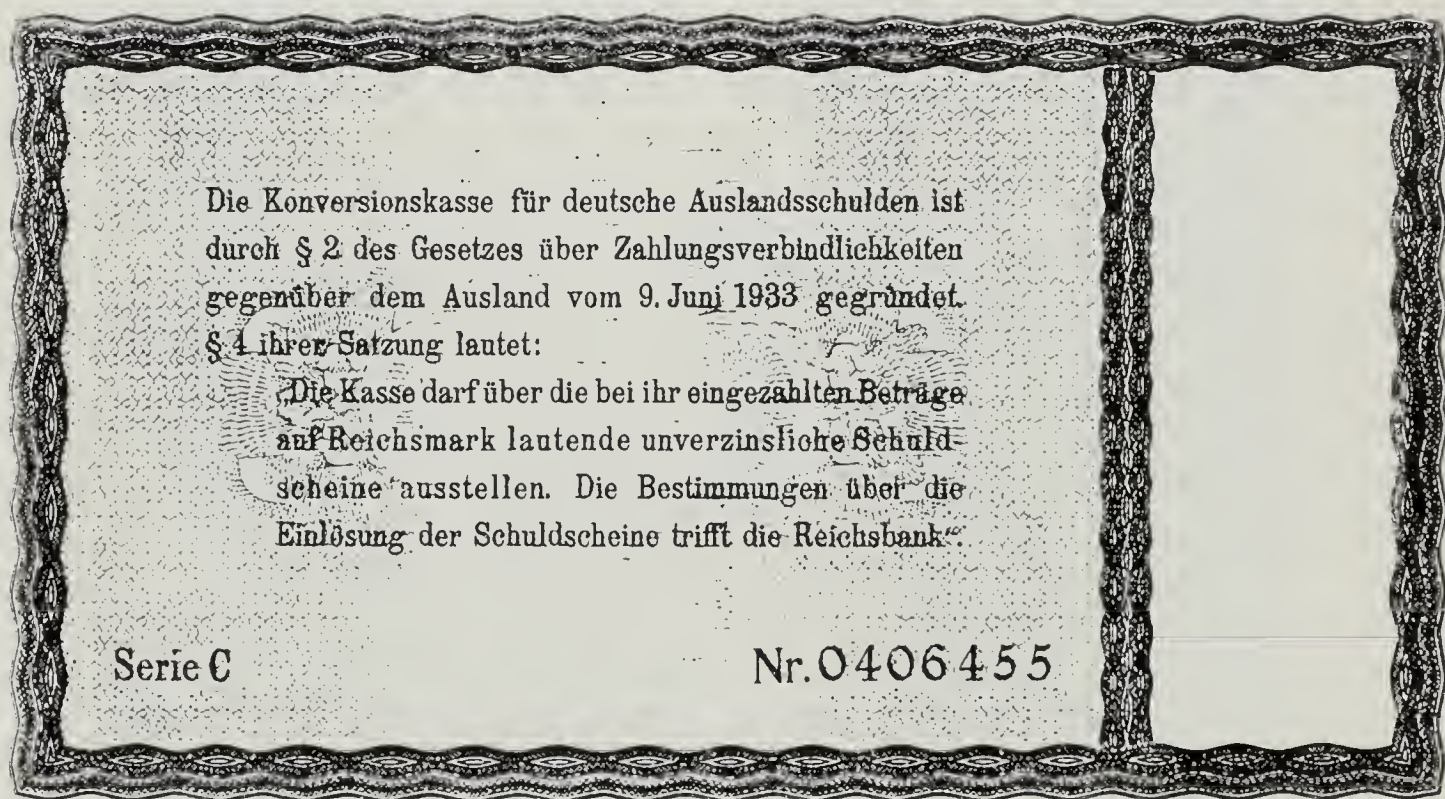 Die Konversionskasse für deutsche Auslandsschulden ist
durch § 2 des Gesetzes über Zahlungsverbindlichkeiten
gegenüber dem Ausland vom 9. Juni 1933 gegründet.
§ 4 ihrer Satzung lautet:
„Die Kasse darf über die bei ihr eingezahlten Beträge
auf Reichsmark lautende unverzinsliche Schuld-
scheine ausstellen. Die Bestimmungen über die
Einlösung der Schuldscheine trifft die Reichsbank“.
Serie C
Nr. 0406455